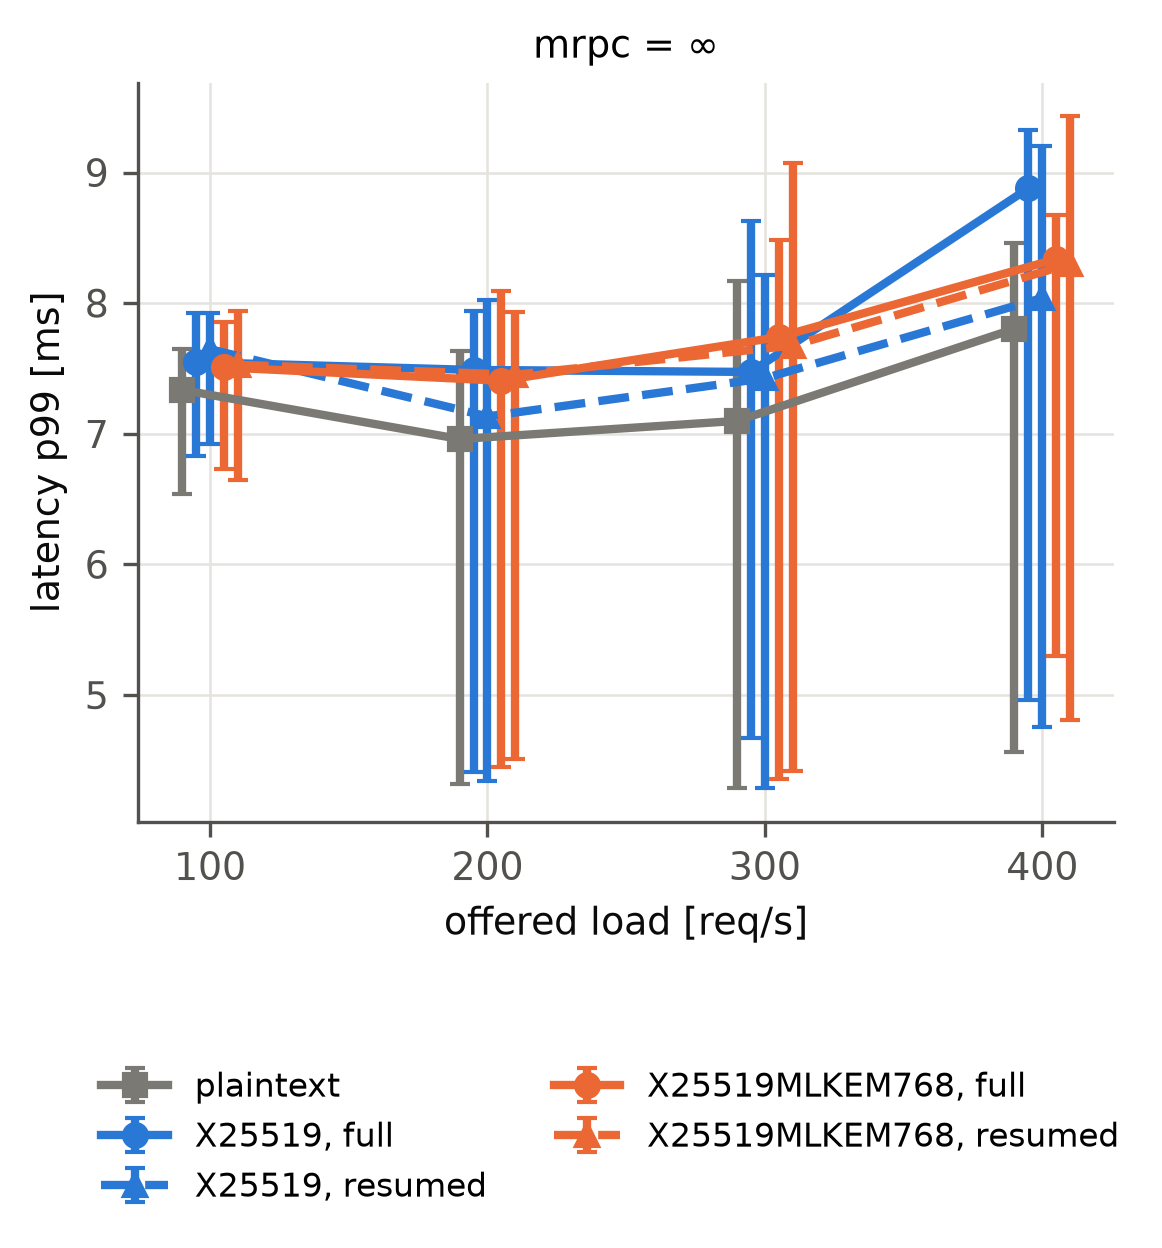 mrpc = ∞
latency p99 [ms]
9
8
7
6
5
100 200 300 400
offered load [req/s]
plaintext
X25519, full
X25519, resumed
X25519MLKEM768, full
X25519MLKEM768, resumed